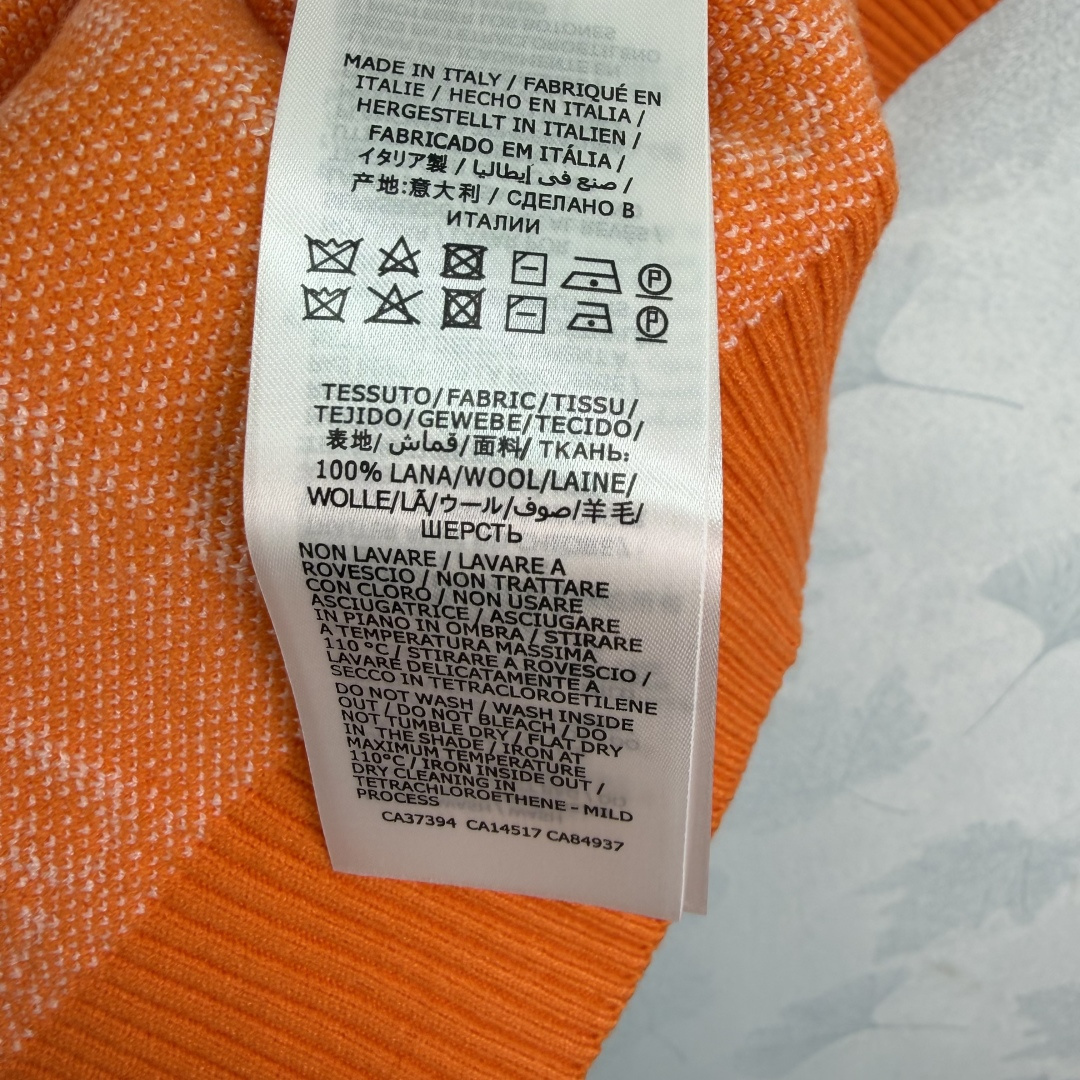 MADE IN ITALY / FABRIQUÉ EN
ITALIE / HECHO EN ITALIA /
HERGESTELLT IN ITALIEN /
FABRICADO EM ITÁLIA /
イタリア製 / صنع فى إيطاليا /
产地:意大利 / СДЕЛАНО В
ИТАЛИИ
P
P
TESSUTO/FABRIC/TISSU/
TEJIDO/GEWEBE/TECIDO/
表地/قماش/面料/ ТКАНЬ:
100% LANA/WOOL/LAINE/
WOLLE/LÃ/ウール/صوف/羊毛/
ШЕРСТЬ
NON LAVARE / LAVARE A
ROVESCIO / NON TRATTARE
CON CLORO / NON USARE
ASCIUGATRICE / ASCIUGARE
IN PIANO IN OMBRA / STIRARE
A TEMPERATURA MASSIMA
110 °C / STIRARE A ROVESCIO /
LAVARE DELICATAMENTE A
SECCO IN TETRACLOROETILENE
DO NOT WASH / WASH INSIDE
OUT / DO NOT BLEACH / DO
NOT TUMBLE DRY / FLAT DRY
IN THE SHADE / IRON AT
MAXIMUM TEMPERATURE
110°C / IRON INSIDE OUT /
DRY CLEANING IN
TETRACHLOROETHENE - MILD
PROCESS
CA37394 CA14517 CA84937